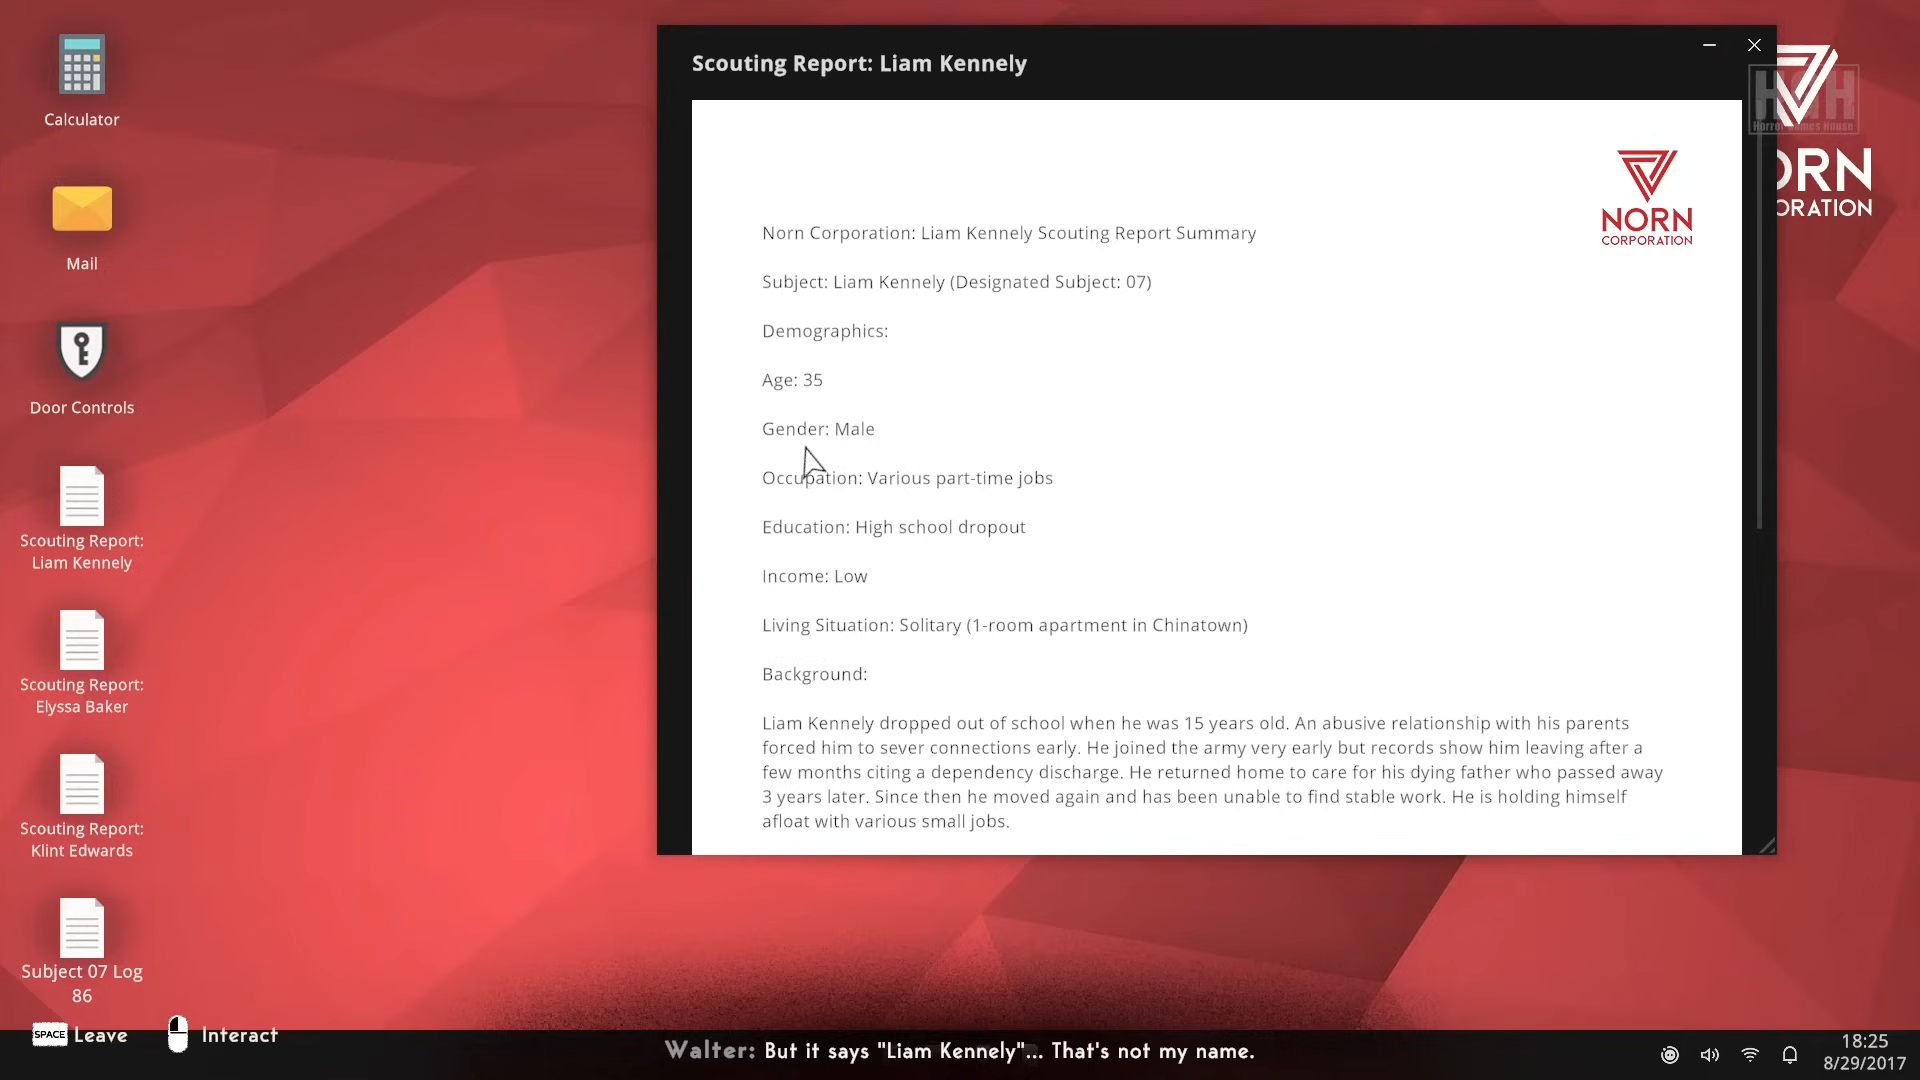 Calculator
Mail
Door Controls
Scouting Report:
Liam Kennely
Scouting Report:
Elyssa Baker
Scouting Report:
Klint Edwards
Subject 07 Log
86
Scouting Report: Liam Kennely
NORN
CORPORATION
Norn Corporation: Liam Kennely Scouting Report Summary
Subject: Liam Kennely (Designated Subject: 07)
Demographics:
Age: 35
Gender: Male
Occupation: Various part-time jobs
Education: High school dropout
Income: Low
Living Situation: Solitary (1-room apartment in Chinatown)
Background:
Liam Kennely dropped out of school when he was 15 years old. An abusive relationship with his parents
forced him to sever connections early. He joined the army very early but records show him leaving after a
few months citing a dependency discharge. He returned home to care for his dying father who passed away
3 years later. Since then he moved again and has been unable to find stable work. He is holding himself
afloat with various small jobs.
HGH
Horror Games House
ORN
ORATION
SPACE Leave
Interact
Walter: But it says "Liam Kennely"... That's not my name.
18:25
8/29/2017